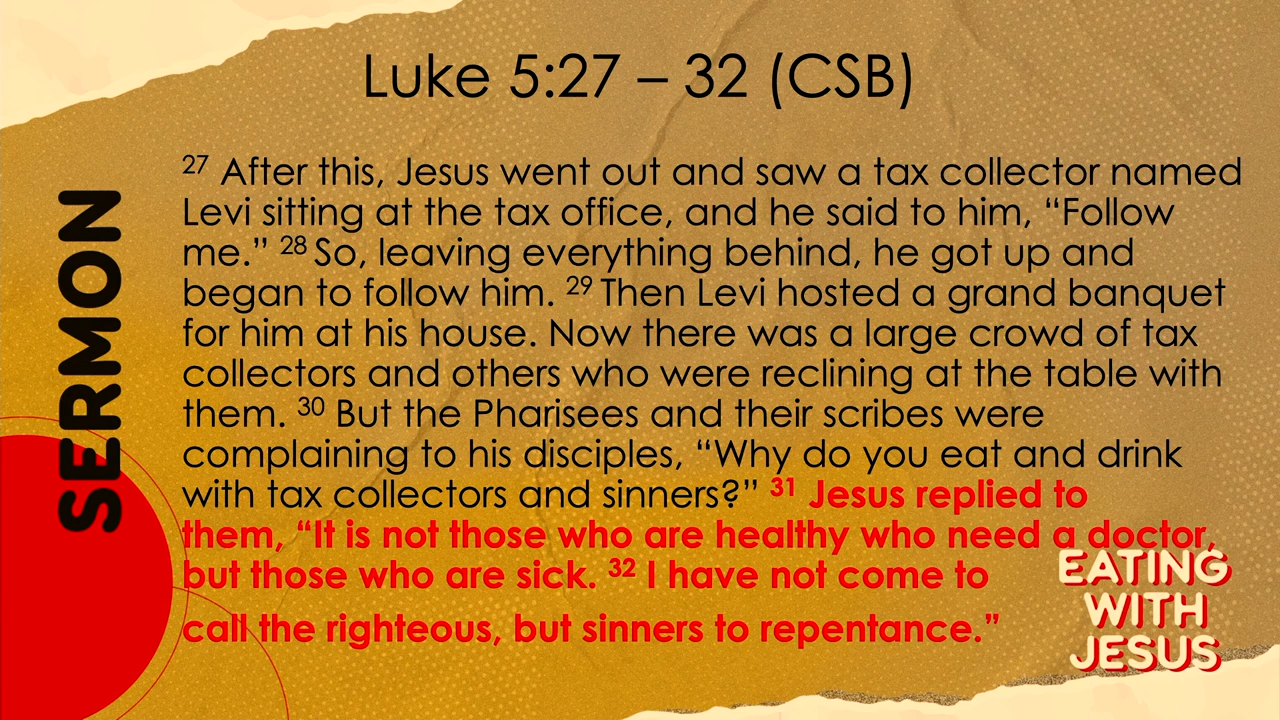 Luke 5:27 – 32 (CSB)
SERMON
27 After this, Jesus went out and saw a tax collector named
Levi sitting at the tax office, and he said to him, “Follow
me.” 28 So, leaving everything behind, he got up and
began to follow him. 29 Then Levi hosted a grand banquet
for him at his house. Now there was a large crowd of tax
collectors and others who were reclining at the table with
them. 30 But the Pharisees and their scribes were
complaining to his disciples, “Why do you eat and drink
with tax collectors and sinners?” 31 Jesus replied to
them, “It is not those who are healthy who need a doctor,
but those who are sick. 32 I have not come to
call the righteous, but sinners to repentance.”
EATING
WITH
JESUS